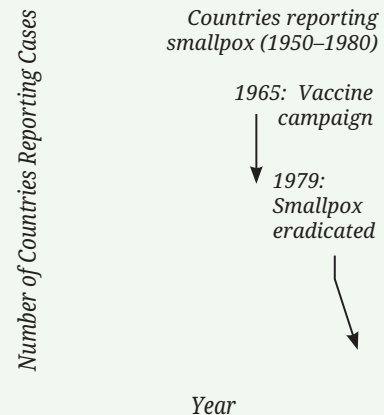 Countries reporting
smallpox (1950–1980)
1965: Vaccine
campaign
1979:
Smallpox
eradicated
Number of Countries Reporting Cases
Year